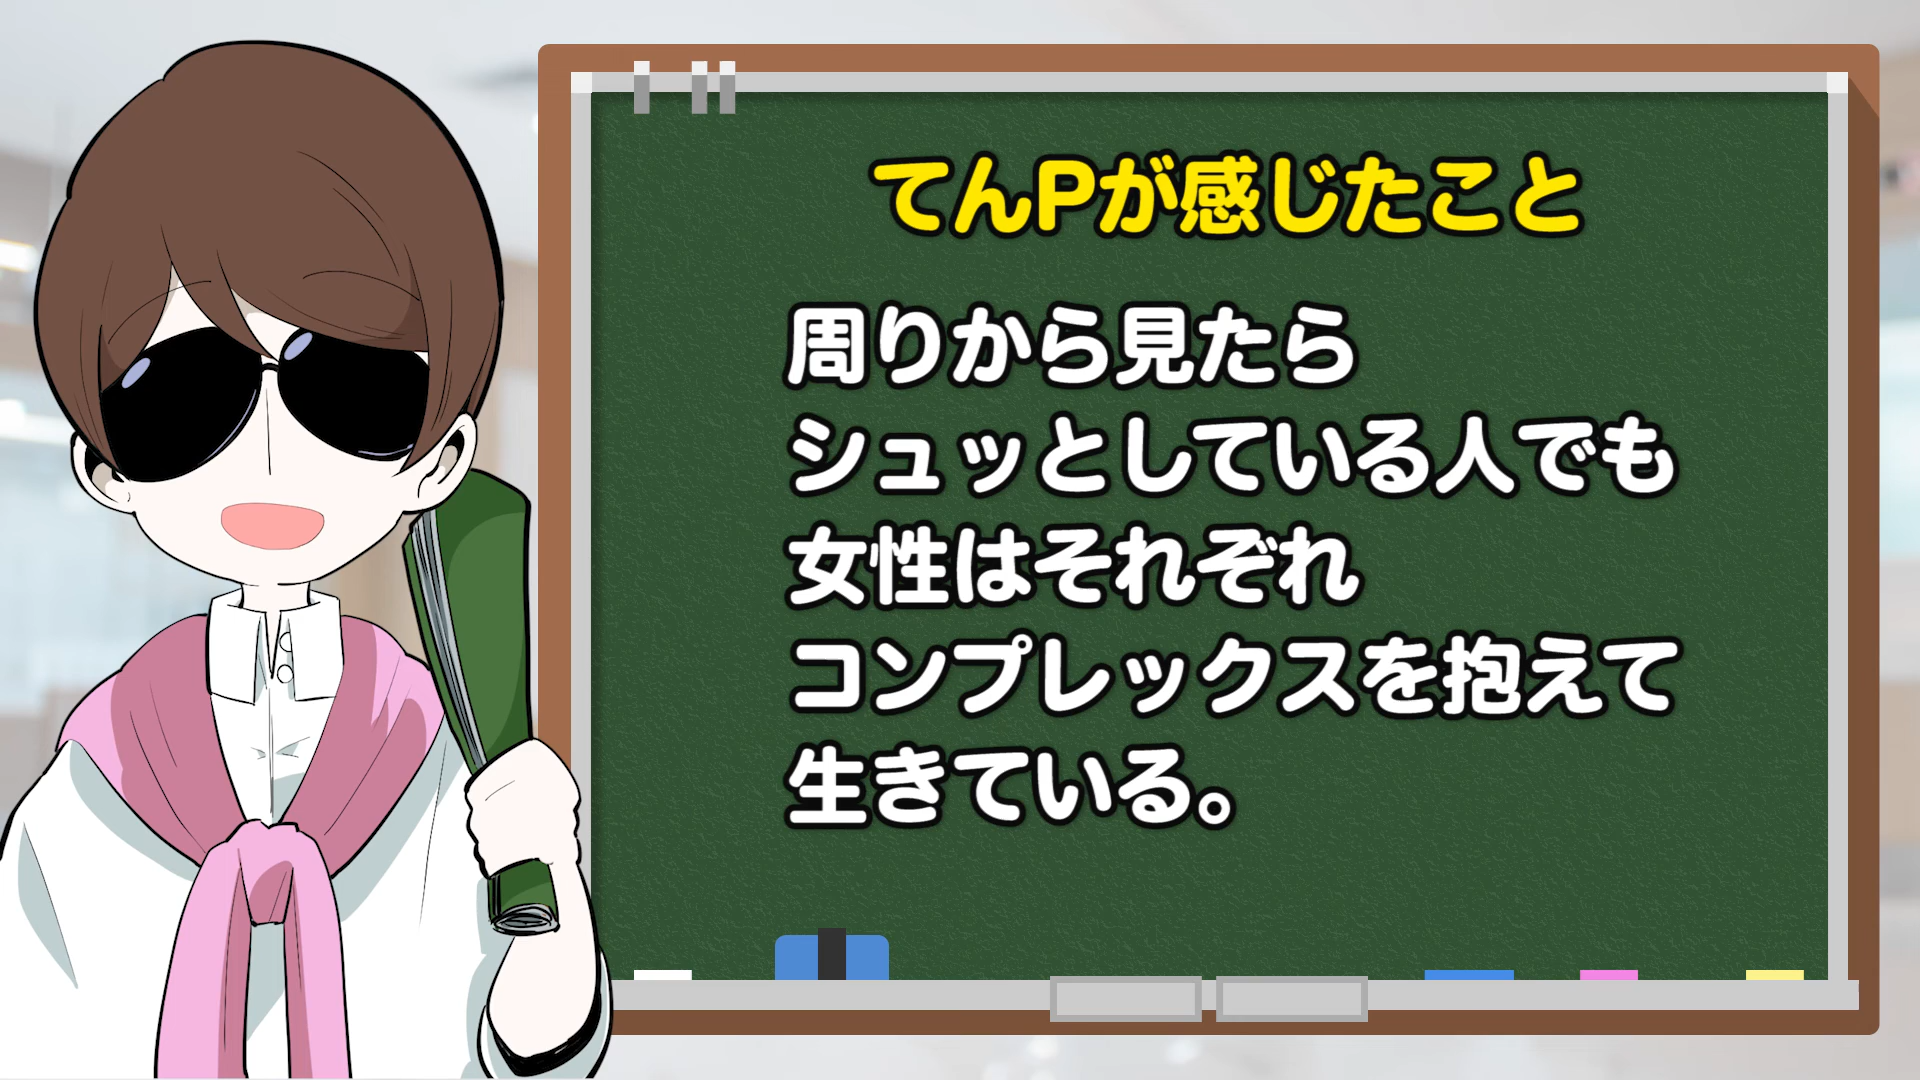 てんPが感じたこと
周りから見たら
シュッとしている人でも
女性はそれぞれ
コンプレックスを抱えて
生きている。